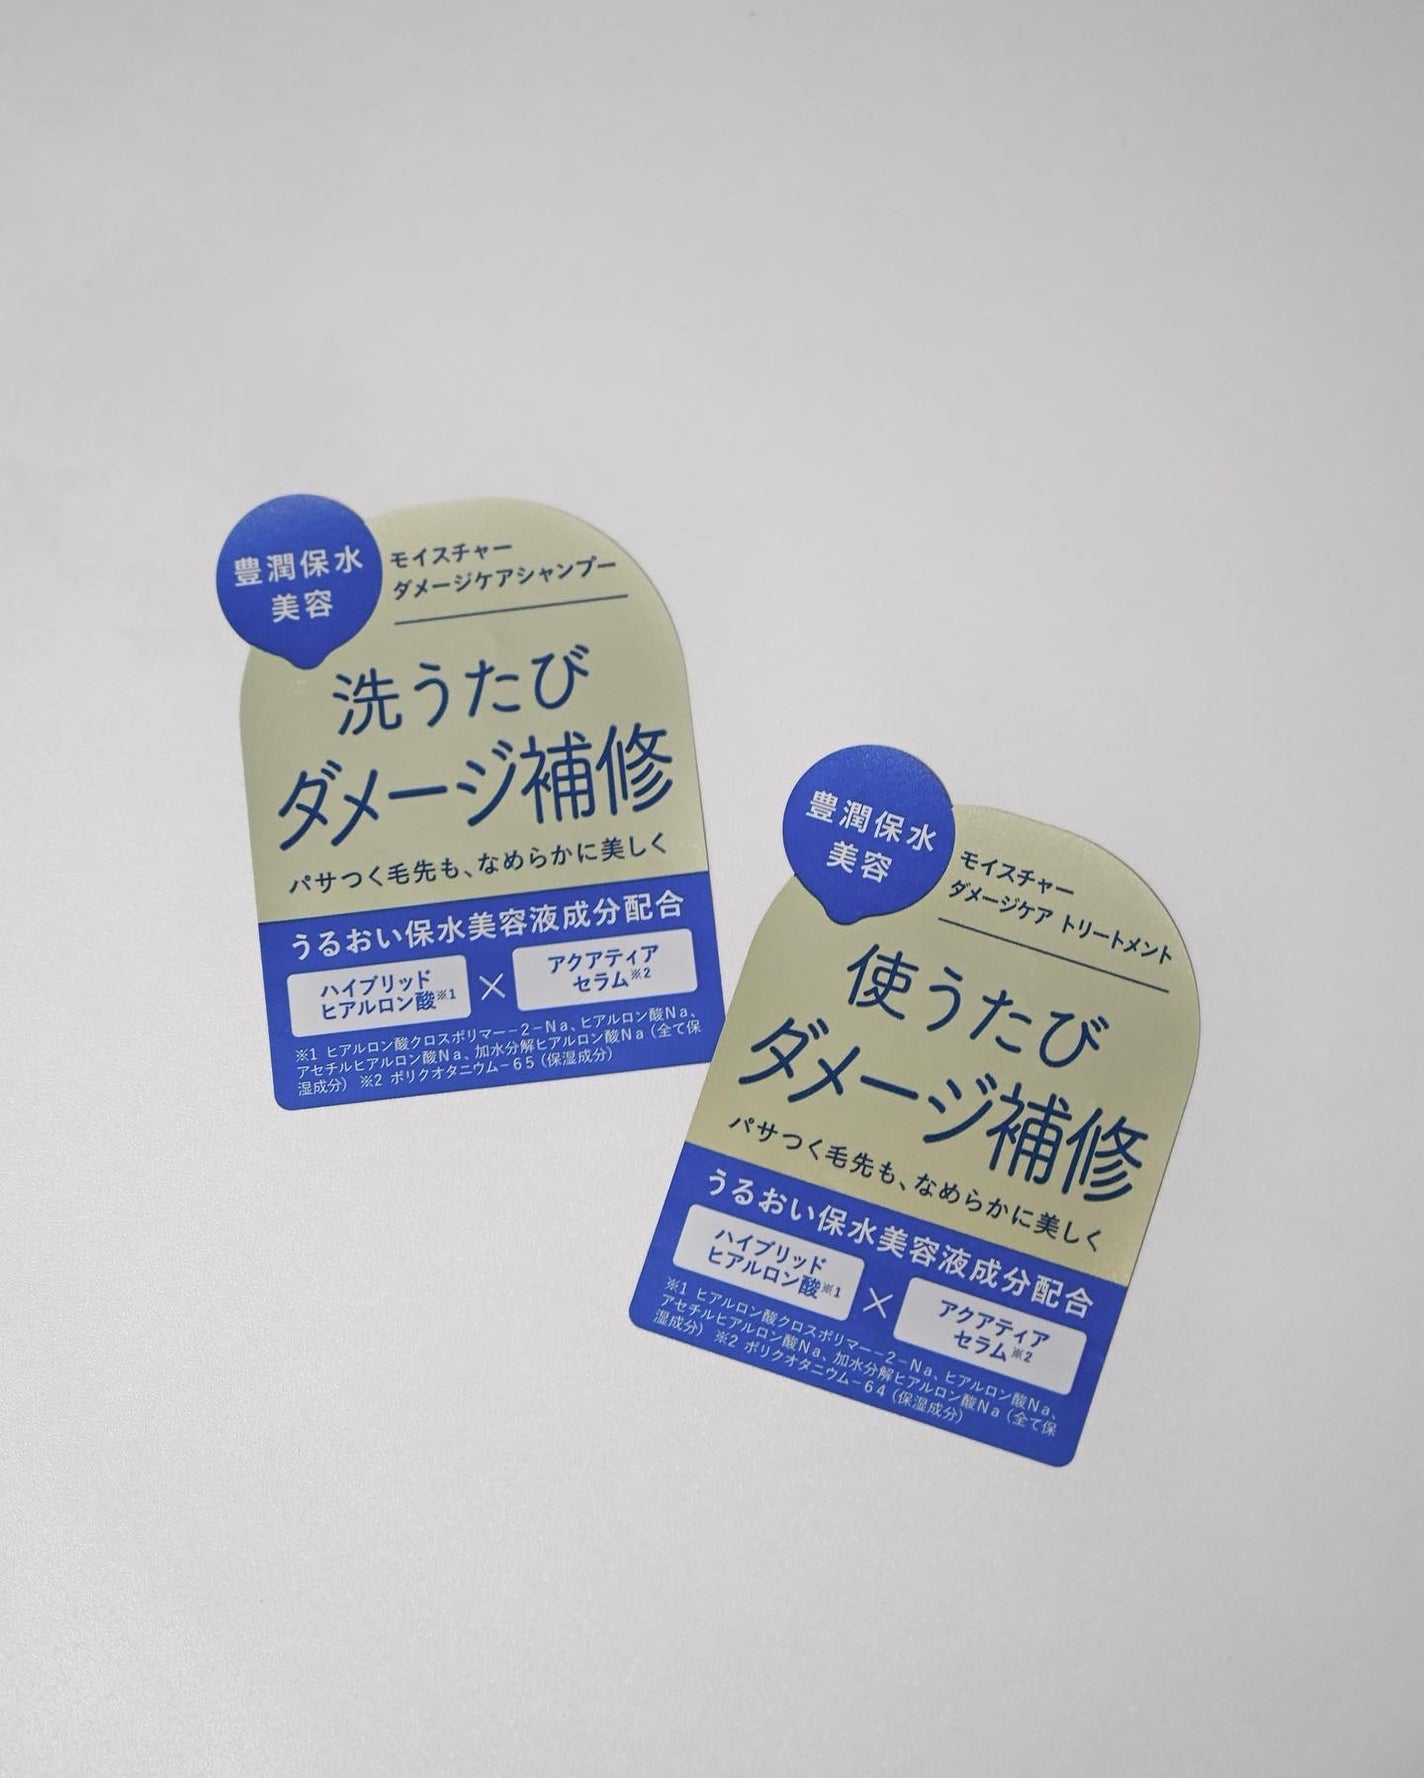 豊潤保水
美容
モイスチャー
ダメージケアシャンプー
洗うたび
ダメージ補修
パサつく毛先も、なめらかに美しく
うるおい保水美容液成分配合
ハイブリッド
ヒアルロン酸※1
×
アクアティア
セラム※2
※1 ヒアルロン酸クロスポリマー−2−Na、ヒアルロン酸Na、
アセチルヒアルロン酸Na、加水分解ヒアルロン酸Na（全て保
湿成分） ※2 ポリクオタニウム−65（保湿成分）
豊潤保水
美容
モイスチャー
ダメージケア トリートメント
使うたび
ダメージ補修
パサつく毛先も、なめらかに美しく
うるおい保水美容液成分配合
ハイブリッド
ヒアルロン酸※1
×
アクアティア
セラム※2
※1 ヒアルロン酸クロスポリマー−2−Na、ヒアルロン酸Na、
アセチルヒアルロン酸Na、加水分解ヒアルロン酸Na（全て保
湿成分） ※2 ポリクオタニウム−64（保湿成分）